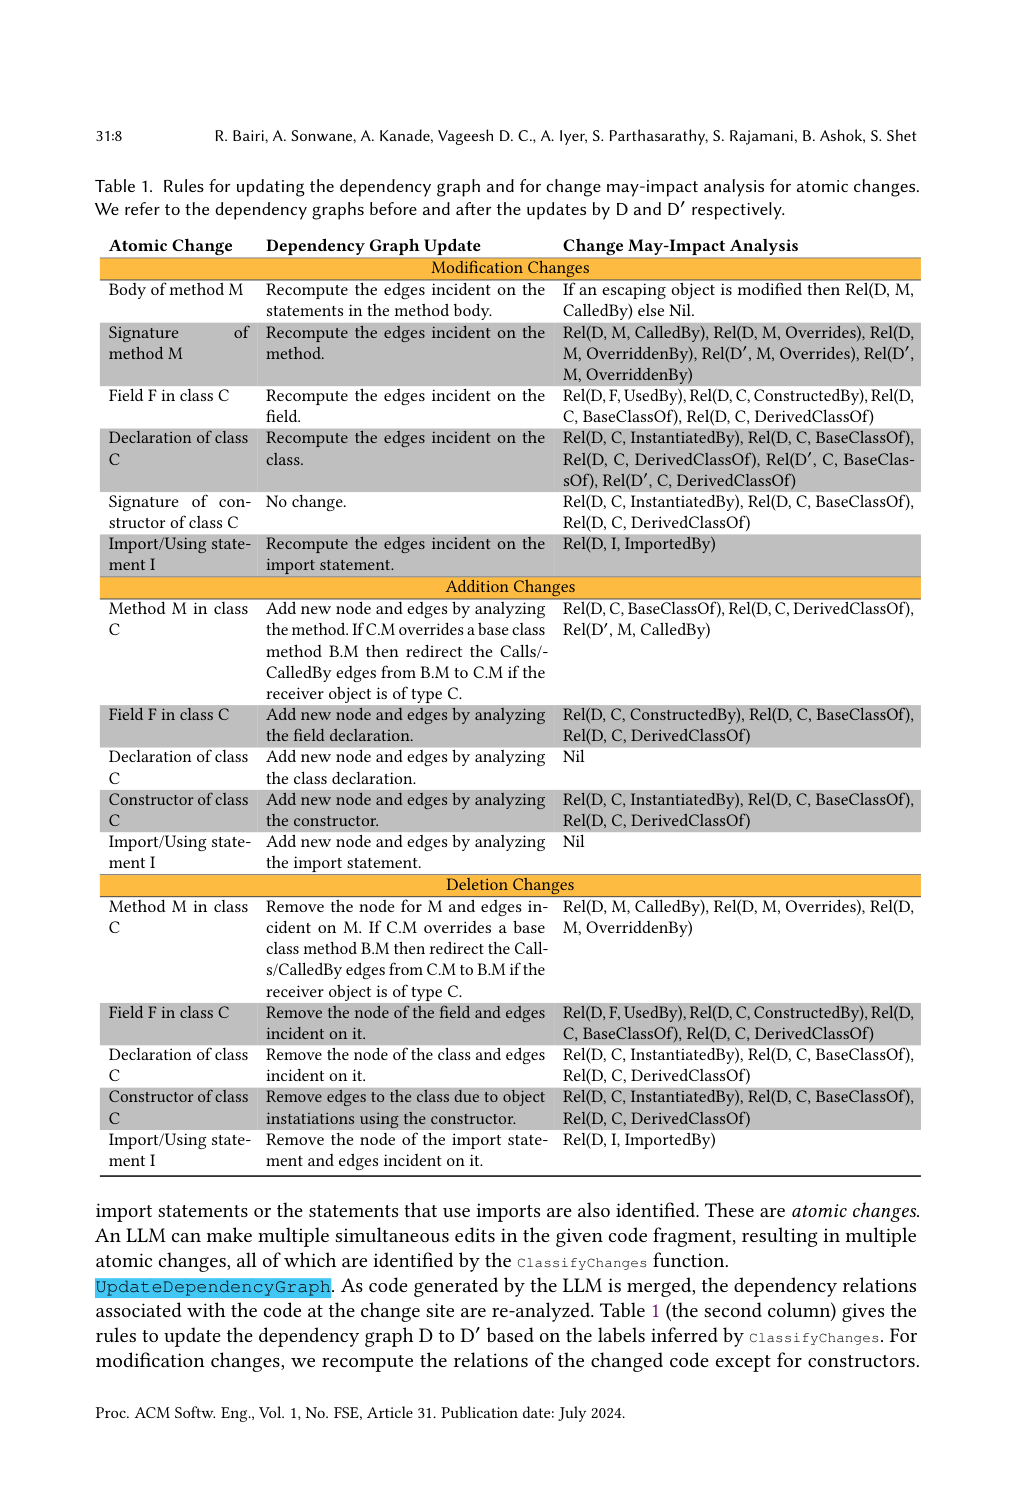 31:8 R. Bairi, A. Sonwane, A. Kanade, Vageesh D. C., A. Iyer, S. Parthasarathy, S. Rajamani, B. Ashok, S. Shet
Table 1. Rules for updating the dependency graph and for change may-impact analysis for atomic changes.
We refer to the dependency graphs before and after the updates by D and D′ respectively.
Atomic Change Dependency Graph Update Change May-Impact Analysis
Modification Changes
Body of method M Recompute the edges incident on the If an escaping object is modified then Rel(D, M,
statements in the method body. CalledBy) else Nil.
Signature of Recompute the edges incident on the Rel(D, M, CalledBy), Rel(D, M, Overrides), Rel(D,
method M method. M, OverriddenBy), Rel(D′, M, Overrides), Rel(D′,
M, OverriddenBy)
Field F in class C Recompute the edges incident on the Rel(D, F, UsedBy), Rel(D, C, ConstructedBy), Rel(D,
field. C, BaseClassOf), Rel(D, C, DerivedClassOf)
Declaration of class Recompute the edges incident on the Rel(D, C, InstantiatedBy), Rel(D, C, BaseClassOf),
C class. Rel(D, C, DerivedClassOf), Rel(D′, C, BaseClas-
sOf), Rel(D′, C, DerivedClassOf)
Signature of con- No change. Rel(D, C, InstantiatedBy), Rel(D, C, BaseClassOf),
structor of class C Rel(D, C, DerivedClassOf)
Import/Using state- Recompute the edges incident on the Rel(D, I, ImportedBy)
ment I import statement.
Addition Changes
Method M in class Add new node and edges by analyzing Rel(D, C, BaseClassOf), Rel(D, C, DerivedClassOf),
C the method. If C.M overrides a base class Rel(D′, M, CalledBy)
method B.M then redirect the Calls/-
CalledBy edges from B.M to C.M if the
receiver object is of type C.
Field F in class C Add new node and edges by analyzing Rel(D, C, ConstructedBy), Rel(D, C, BaseClassOf),
the field declaration. Rel(D, C, DerivedClassOf)
Declaration of class Add new node and edges by analyzing Nil
C the class declaration.
Constructor of class Add new node and edges by analyzing Rel(D, C, InstantiatedBy), Rel(D, C, BaseClassOf),
C the constructor. Rel(D, C, DerivedClassOf)
Import/Using state- Add new node and edges by analyzing Nil
ment I the import statement.
Deletion Changes
Method M in class Remove the node for M and edges in- Rel(D, M, CalledBy), Rel(D, M, Overrides), Rel(D,
C cident on M. If C.M overrides a base M, OverriddenBy)
class method B.M then redirect the Call-
s/CalledBy edges from C.M to B.M if the
receiver object is of type C.
Field F in class C Remove the node of the field and edges Rel(D, F, UsedBy), Rel(D, C, ConstructedBy), Rel(D,
incident on it. C, BaseClassOf), Rel(D, C, DerivedClassOf)
Declaration of class Remove the node of the class and edges Rel(D, C, InstantiatedBy), Rel(D, C, BaseClassOf),
C incident on it. Rel(D, C, DerivedClassOf)
Constructor of class Remove edges to the class due to object Rel(D, C, InstantiatedBy), Rel(D, C, BaseClassOf),
C instatiations using the constructor. Rel(D, C, DerivedClassOf)
Import/Using state- Remove the node of the import state- Rel(D, I, ImportedBy)
ment I ment and edges incident on it.
import statements or the statements that use imports are also identified. These are atomic changes.
An LLM can make multiple simultaneous edits in the given code fragment, resulting in multiple
atomic changes, all of which are identified by the ClassifyChanges function.
UpdateDependencyGraph. As code generated by the LLM is merged, the dependency relations
associated with the code at the change site are re-analyzed. Table 1 (the second column) gives the
rules to update the dependency graph D to D′ based on the labels inferred by ClassifyChanges. For
modification changes, we recompute the relations of the changed code except for constructors.
Proc. ACM Softw. Eng., Vol. 1, No. FSE, Article 31. Publication date: July 2024.